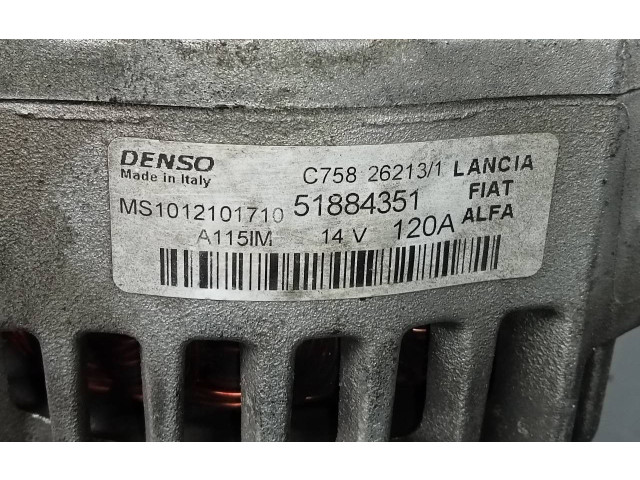 DENSO
Made in Italy
C758 26213/1 LANCIA
MS1012101710 51884351 FIAT
A115IM 14 V 120A ALFA